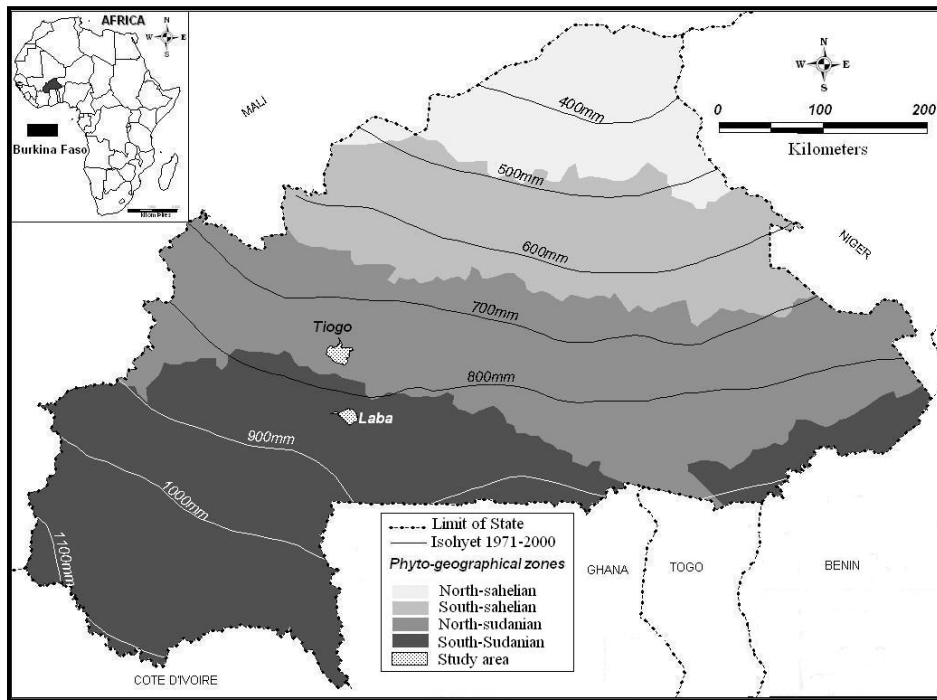 AFRICA
N
W E
S
Burkina Faso
MALI
N
W E
S
0 100 200
Kilometers
400mm
500mm
NIGER
600mm
700mm
Tiogo
800mm
Laba
900mm
1000mm
1100mm
Limit of State
Isohyet 1971-2000
Phyto-geographical zones
North-sahelian
South-sahelian
North-sudanian
South-Sudanian
Study area
GHANA
TOGO
BENIN
COTE D'IVOIRE